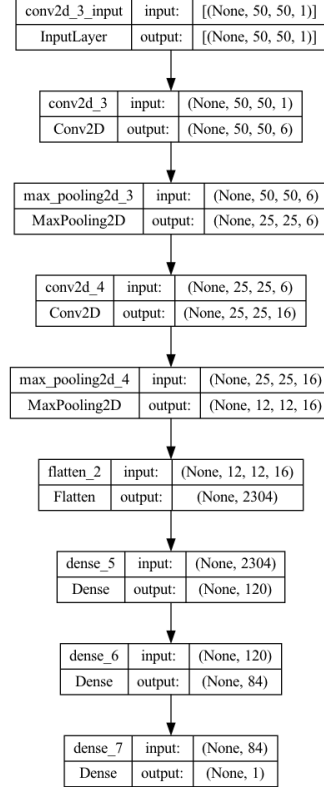 conv2d_3_input input: [(None, 50, 50, 1)]
InputLayer output: [(None, 50, 50, 1)]
conv2d_3 input: (None, 50, 50, 1)
Conv2D output: (None, 50, 50, 6)
max_pooling2d_3 input: (None, 50, 50, 6)
MaxPooling2D output: (None, 25, 25, 6)
conv2d_4 input: (None, 25, 25, 6)
Conv2D output: (None, 25, 25, 16)
max_pooling2d_4 input: (None, 25, 25, 16)
MaxPooling2D output: (None, 12, 12, 16)
flatten_2 input: (None, 12, 12, 16)
Flatten output: (None, 2304)
dense_5 input: (None, 2304)
Dense output: (None, 120)
dense_6 input: (None, 120)
Dense output: (None, 84)
dense_7 input: (None, 84)
Dense output: (None, 1)